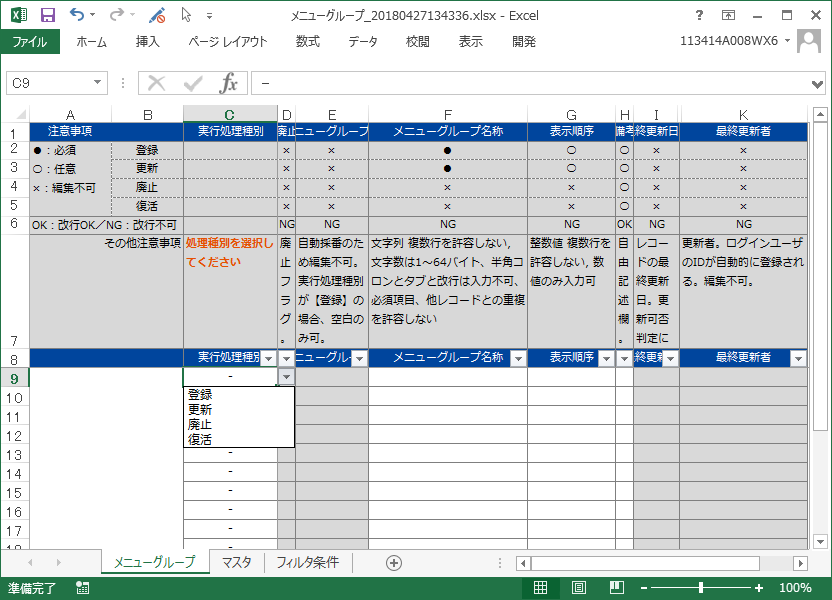 メニューグループ_20180427134336.xlsx - Excel
ファイル ホーム 挿入 ページ レイアウト 数式 データ 校閲 表示 開発 113414A008WX6
C9 fx -
A B C D E F G H I K
1 注意事項 実行処理種別 廃止 ニューグループ メニューグループ名称 表示順序 備考 終更新日 最終更新者
2 ●：必須 登録 × × ● ○ ○ × ×
3 ○：任意 更新 × × ● ○ ○ × ×
4 ×：編集不可 廃止 × × × × ○ × ×
5 復活 × × × × ○ × ×
6 OK：改行OK／NG：改行不可 NG NG NG NG OK NG NG
7 その他注意事項
処理種別を選択し
てください
廃
止
フ
ラ
グ
。
自動採番のた
め編集不可。
実行処理種別
が【登録】の
場合、空白の
み可。
文字列 複数行を許容しない,
文字数は1～64バイト、半角コ
ロンとタブと改行は入力不可、
必須項目、他レコードとの重複
を許容しない
整数値 複数行を
許容しない, 数
値のみ入力可
自
由
記
述
欄
。
レコー
ドの最
終更新
日。更
新可否
判定に
更新者。ログインユーザ
のIDが自動的に登録され
る。編集不可。
8 実行処理種別 ニューグルー メニューグループ名称 表示順序 終更新 最終更新者
9 -
10 登録
11 更新
12 廃止
復活
13 -
14 -
15 -
16 -
17 -
18 -
メニューグループ マスタ フィルタ条件
準備完了 100%